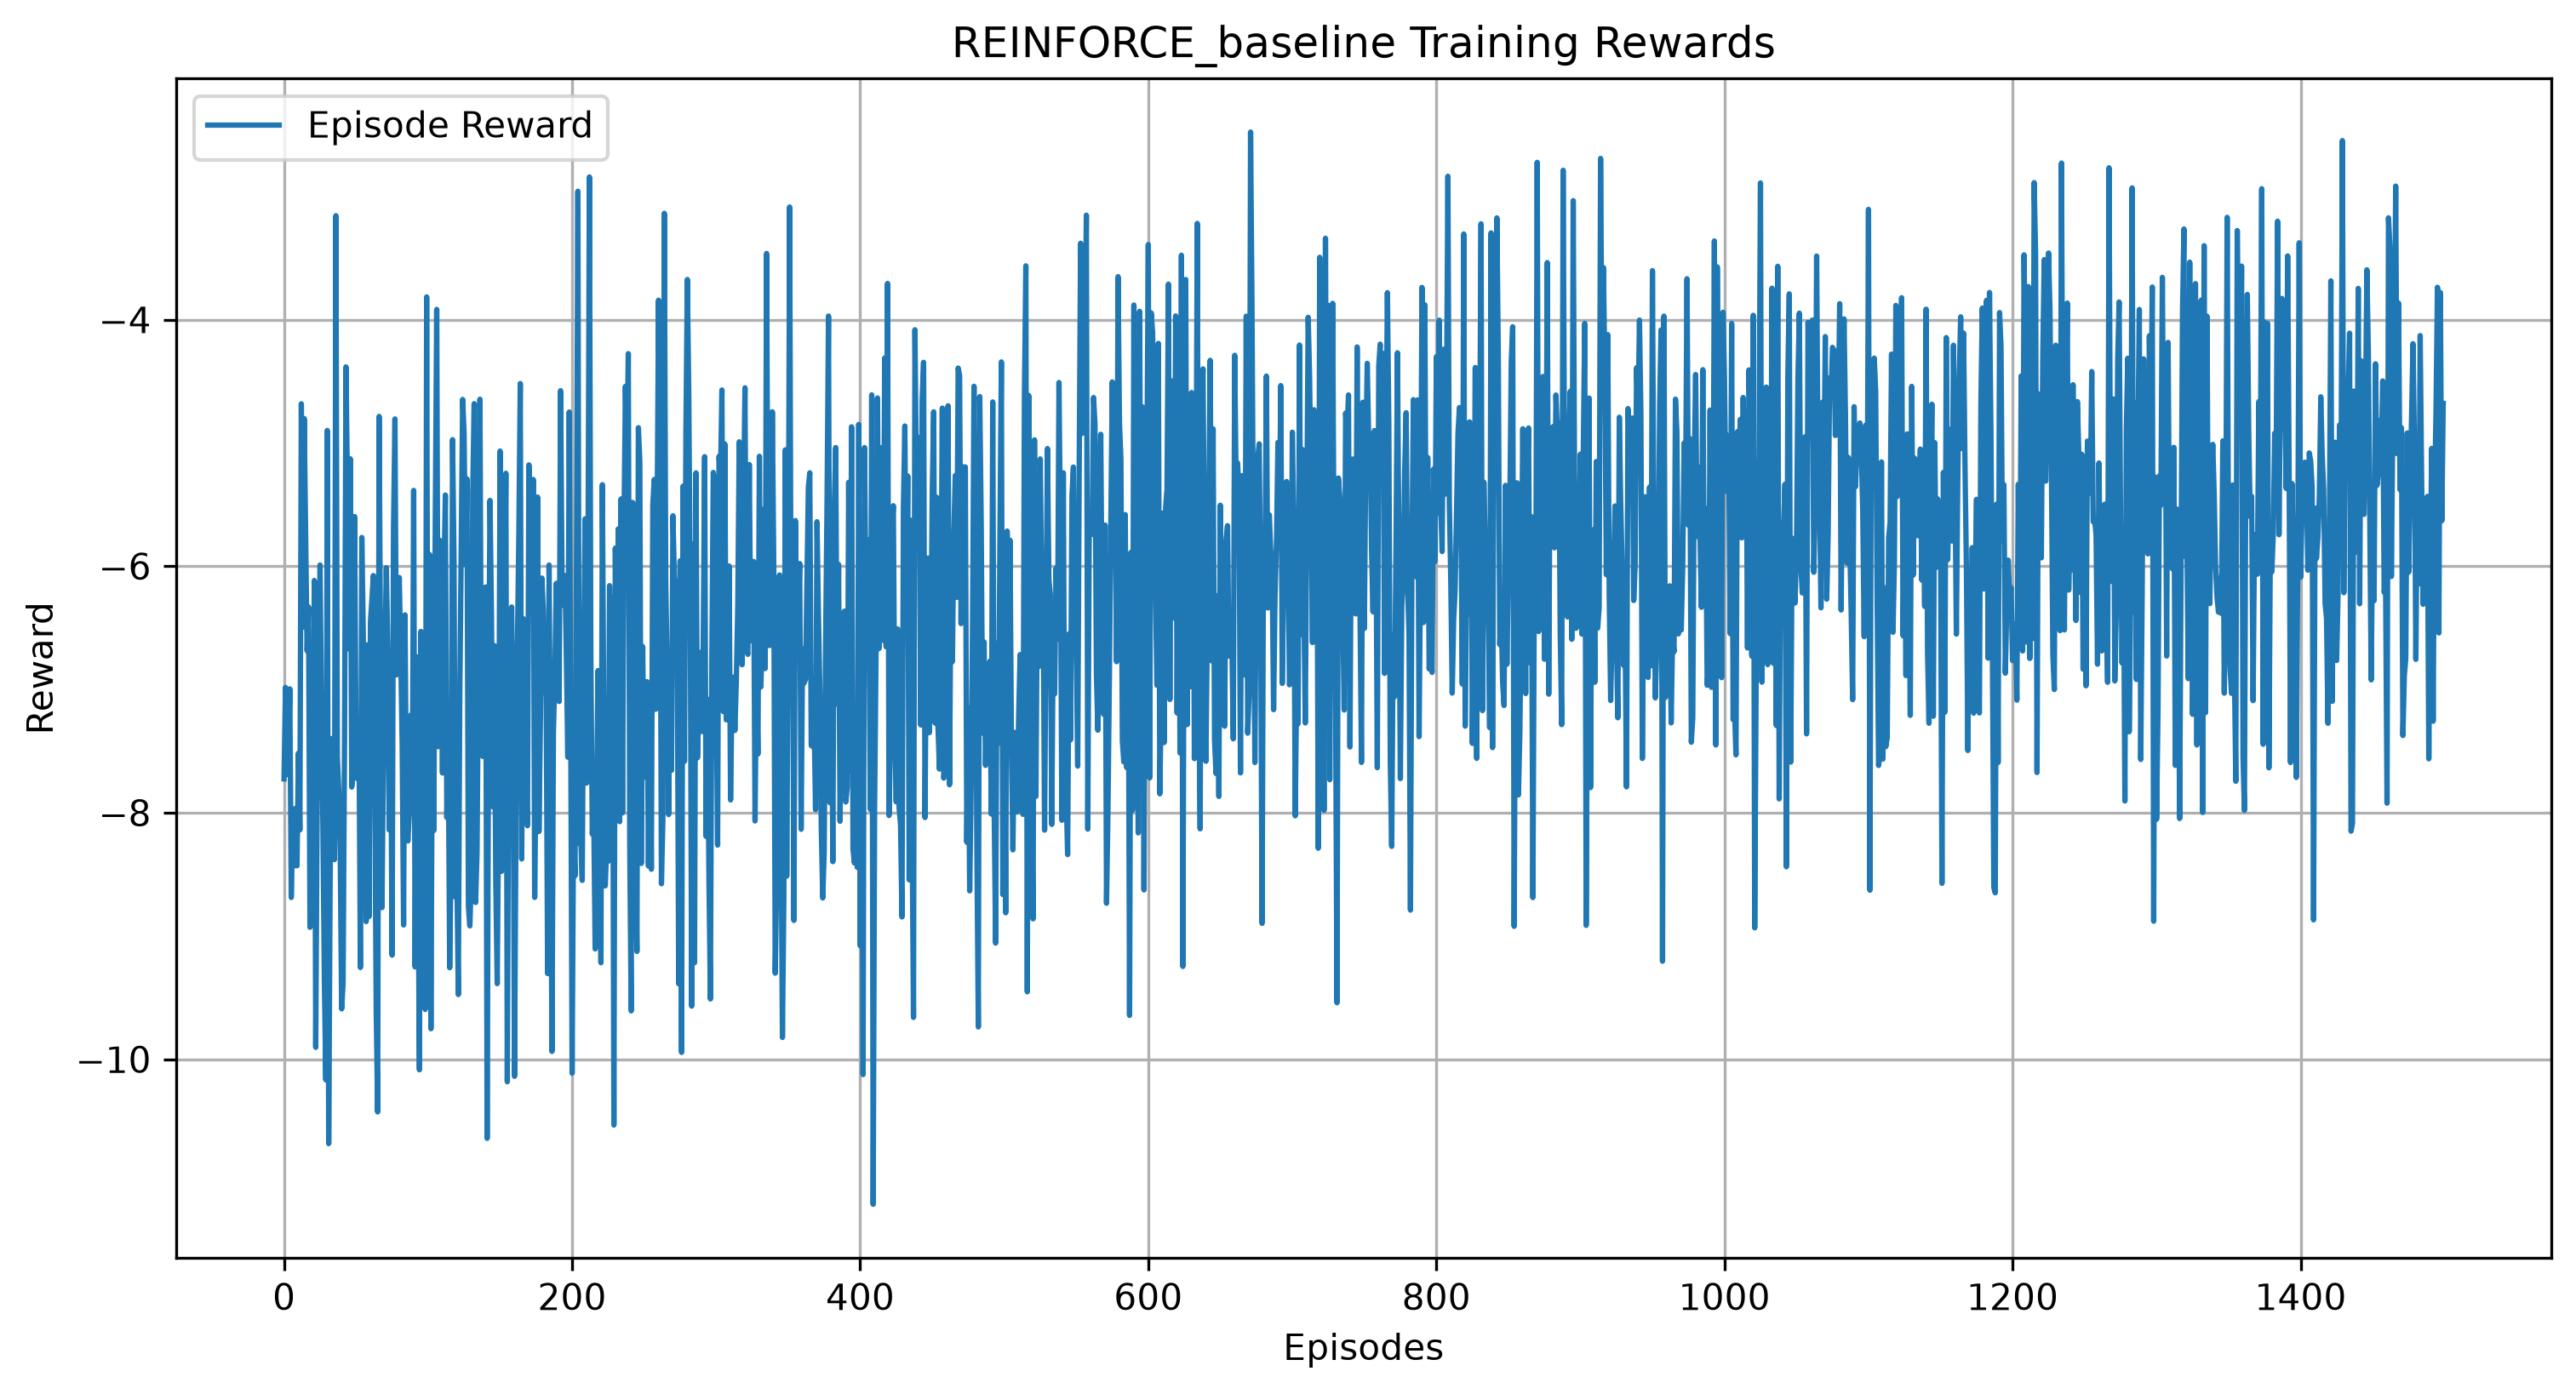 REINFORCE_baseline Training Rewards
Episode Reward
−4
−6
−8
−10
Reward
0 200 400 600 800 1000 1200 1400
Episodes